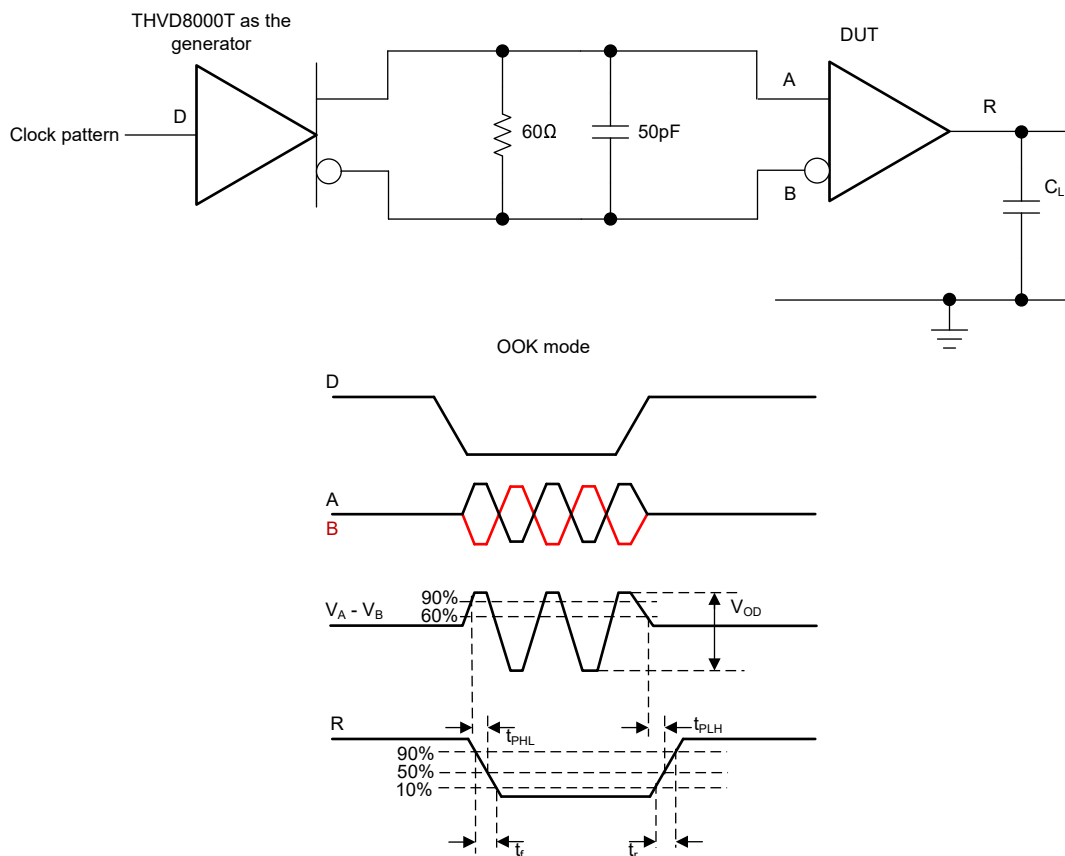 THVD8000T as the
generator
DUT
A
D
R
Clock pattern
60Ω
50pF
B
CL
OOK mode
D
A
B
90%
VA - VB
60%
VOD
R
tPHL
tPLH
90%
50%
10%
tf
tr